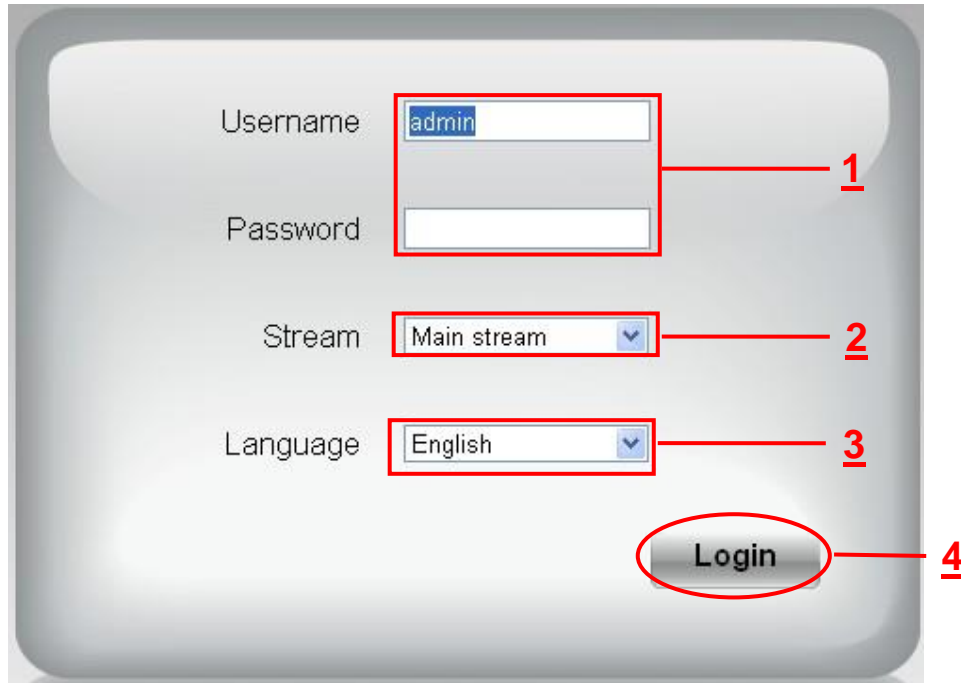 Username admin
1
Password
Stream Main stream 2
Language English 3
Login 4